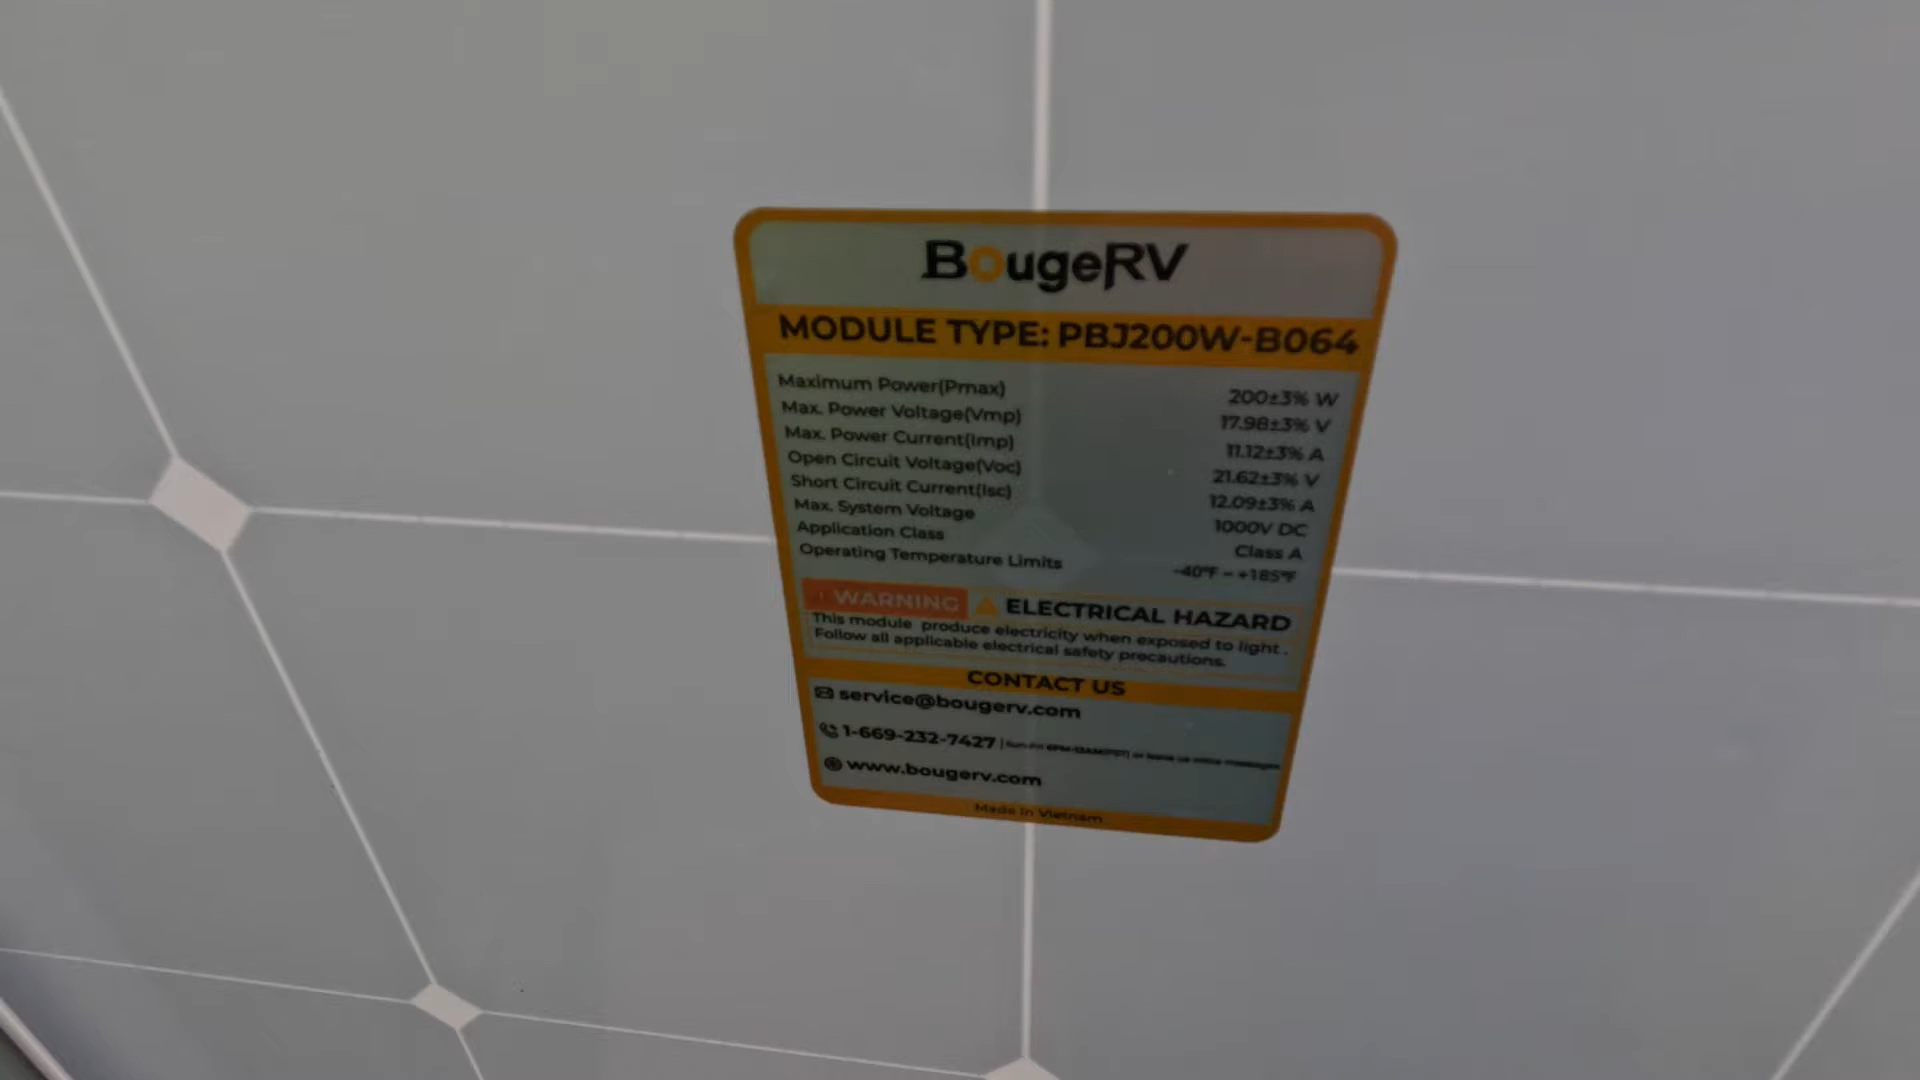 BougeRV
MODULE TYPE: PBJ200W-B064
Maximum Power(Pmax) 200±3% W
Max. Power Voltage(Vmp) 17.98±3% V
Max. Power Current(Imp) 11.12±3% A
Open Circuit Voltage(Voc) 21.62±3% V
Short Circuit Current(Isc) 12.09±3% A
Max. System Voltage 1000V DC
Application Class Class A
Operating Temperature Limits -40°F ~ +185°F
! WARNING ELECTRICAL HAZARD
This module produce electricity when exposed to light .
Follow all applicable electrical safety precautions.
CONTACT US
service@bougerv.com
1-669-232-7427 |
www.bougerv.com
Made in Vietnam